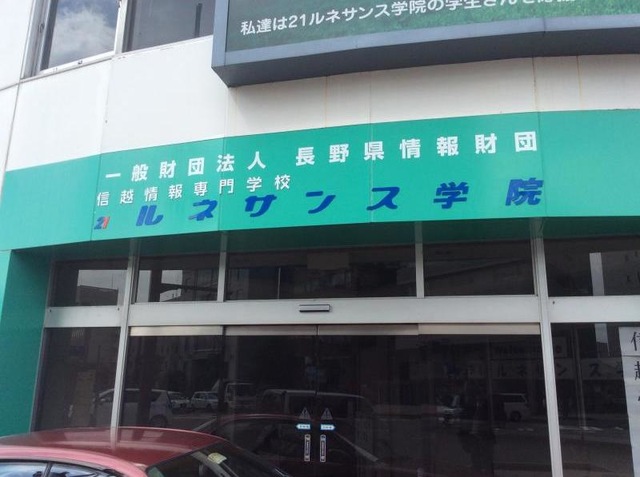 私達は21ルネサンス学院の学生さんを応援
一般財団法人 長野県情報財団
信越情報専門学校
21ルネサンス学院